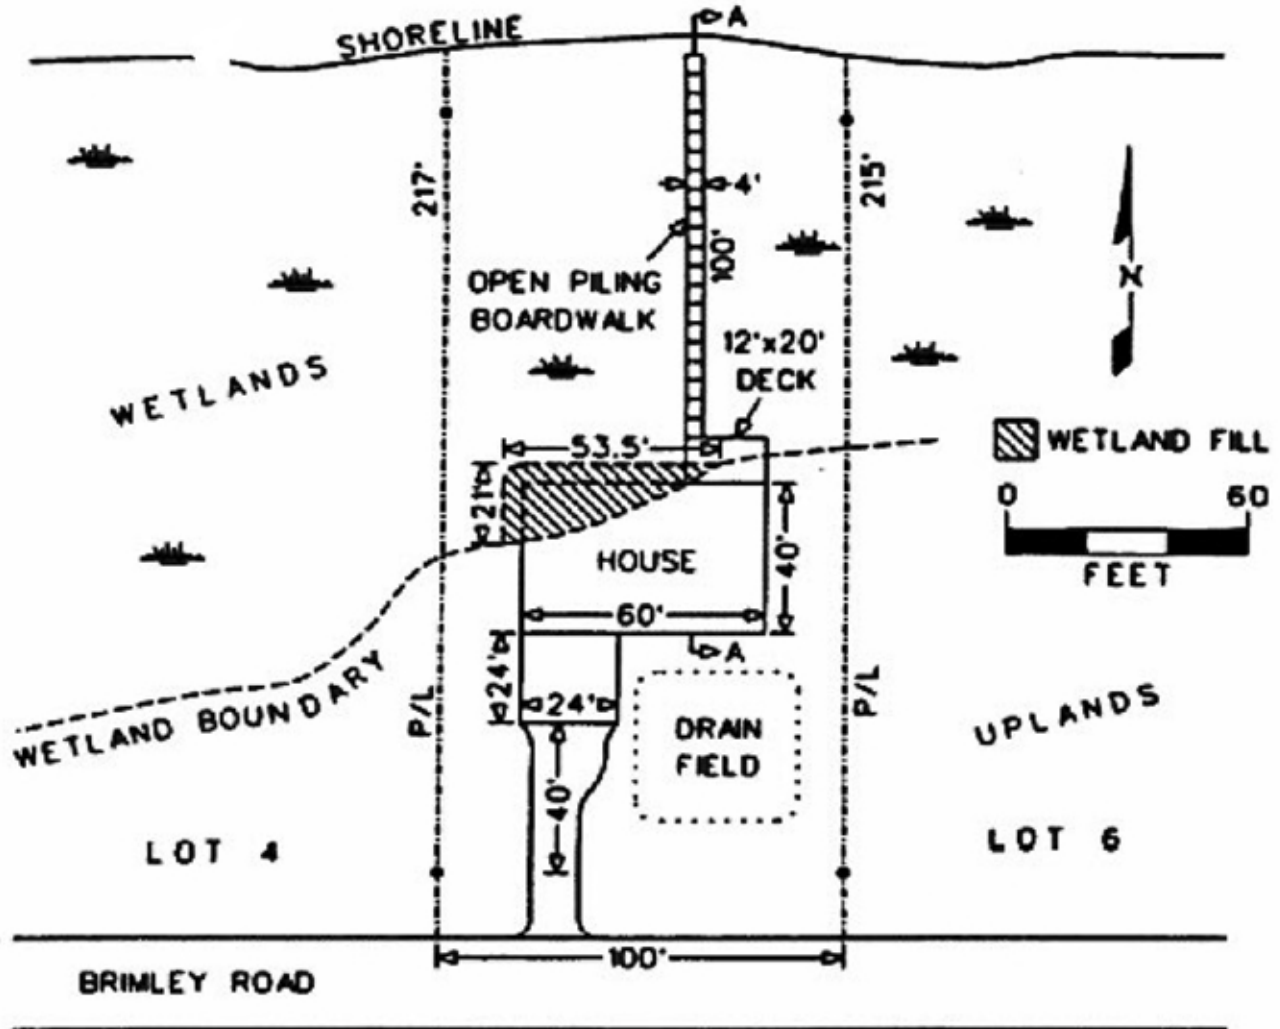 A
SHORELINE
217'
4'
215'
100'
OPEN PILING
BOARDWALK
N
12'x20'
DECK
WETLANDS
WETLAND FILL
53.5'
21'
0 60
FEET
HOUSE
40'
60'
24'
A
WETLAND BOUNDARY
P/L
P/L
24'
DRAIN
FIELD
UPLANDS
40'
LOT 4
LOT 6
100'
BRIMLEY ROAD